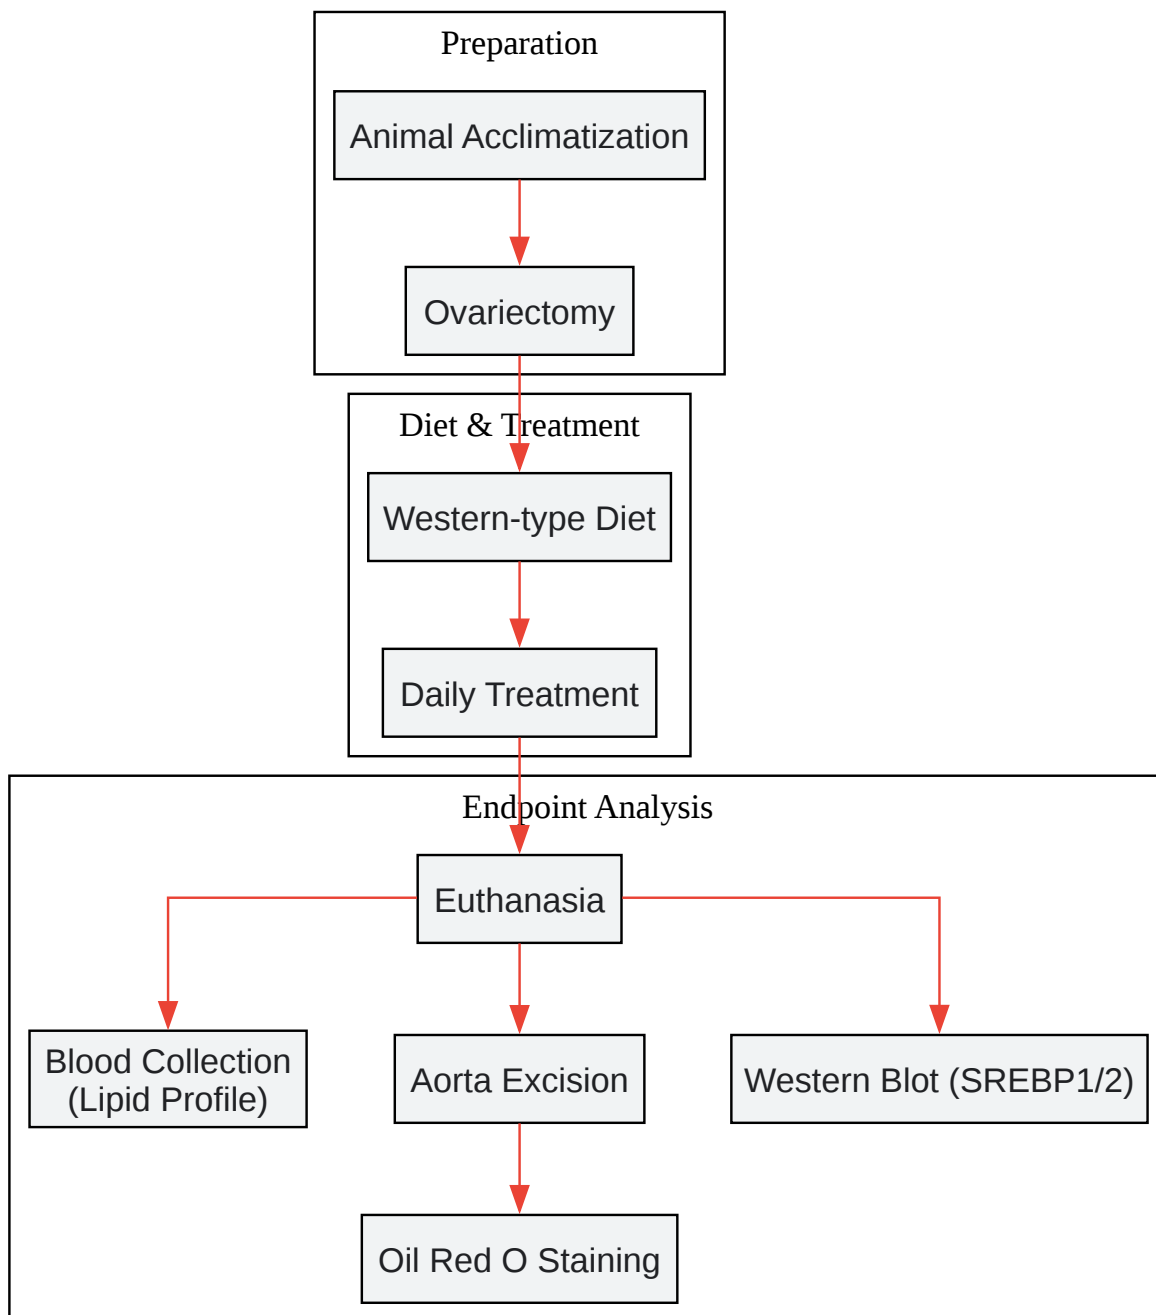 Preparation
Animal Acclimatization
Ovariectomy
Diet & Treatment
Western-type Diet
Daily Treatment
Endpoint Analysis
Euthanasia
Blood Collection
(Lipid Profile)
Aorta Excision
Western Blot (SREBP1/2)
Oil Red O Staining